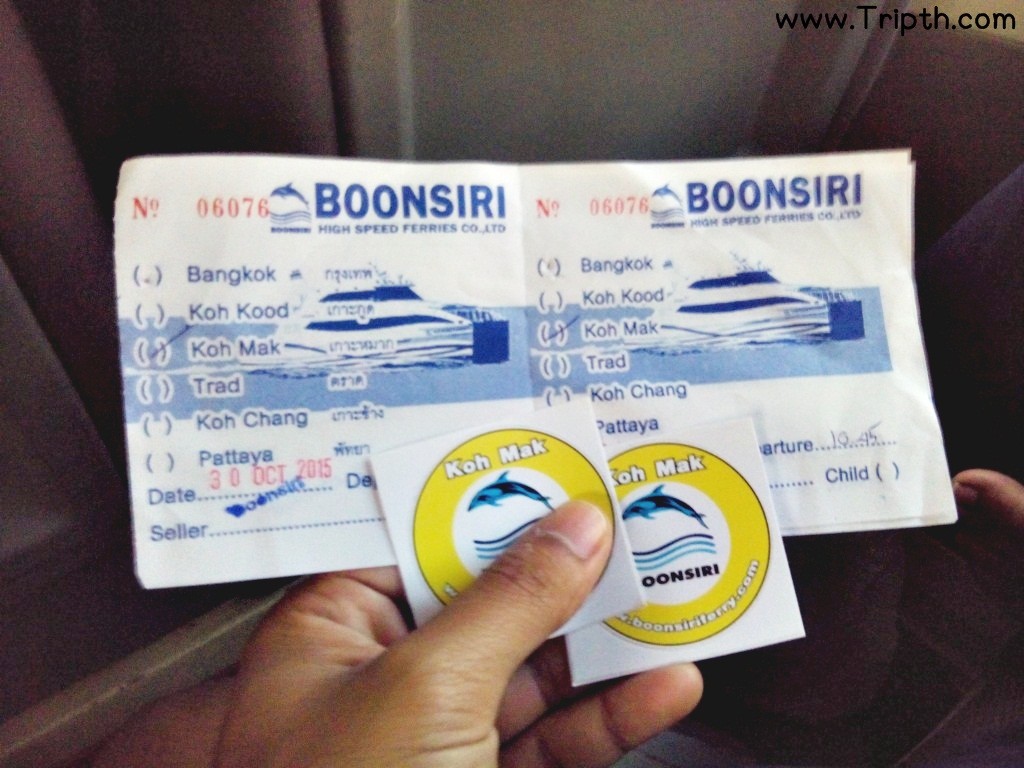 www.Tripth.com
Nº 06076 BOONSIRI
BOONSIRI HIGH SPEED FERRIES CO.,LTD
( ) Bangkok กรุงเทพ
( ) Koh Kood เกาะกูด
(✓) Koh Mak เกาะหมาก
( ) Trad ตราด
( ) Koh Chang เกาะช้าง
( ) Pattaya พัทยา
Date 30 OCT 2015 De
Boonsiri
Seller
Nº 06076 BOONSIRI
BOONSIRI HIGH SPEED FERRIES CO.,LTD
( ) Bangkok
( ) Koh Kood
(✓) Koh Mak
( ) Trad
( ) Koh Chang
Pattaya
arture 10.45
Child ( )
Koh Mak
Koh Mak
OONSIRI
w.boonsiriferry.com